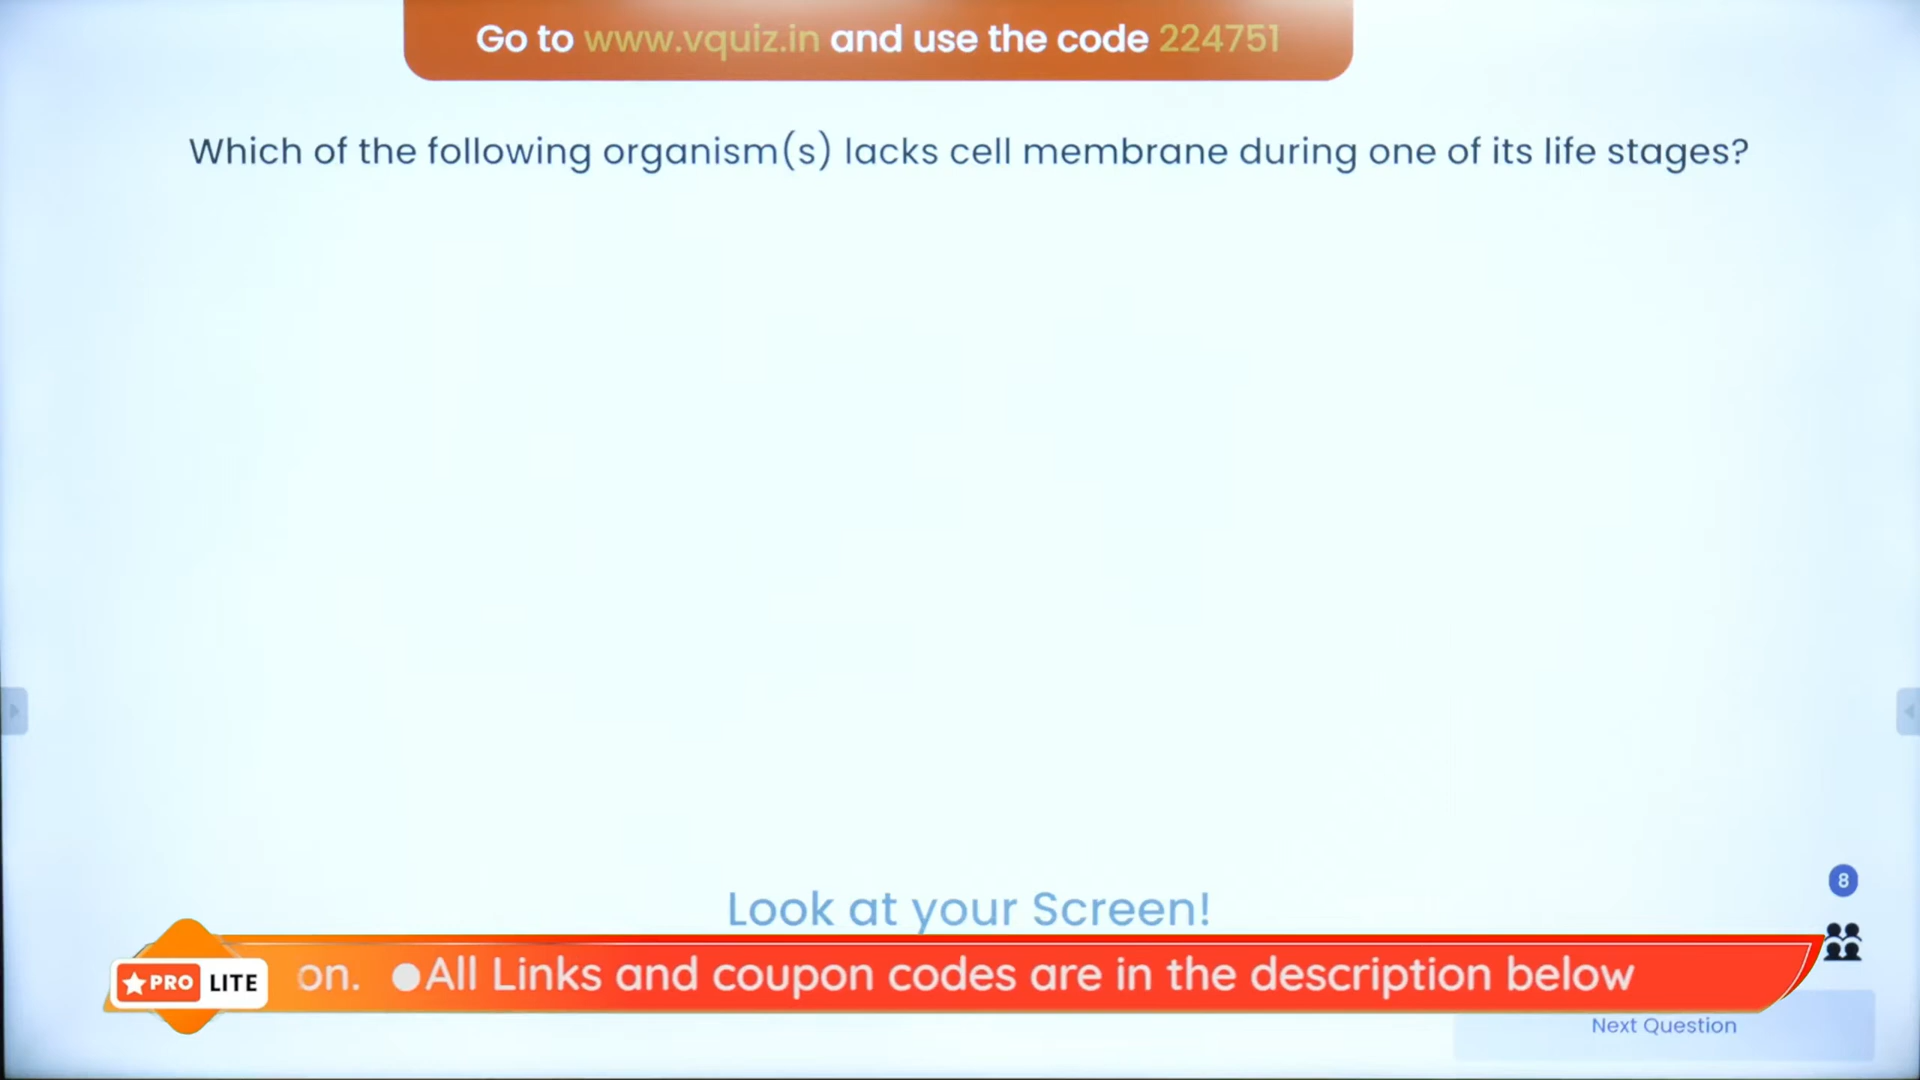 Go to www.vquiz.in and use the code 224751
Which of the following organism(s) lacks cell membrane during one of its life stages?
8
Look at your Screen!
PRO LITE on. ●All Links and coupon codes are in the description below
Next Question